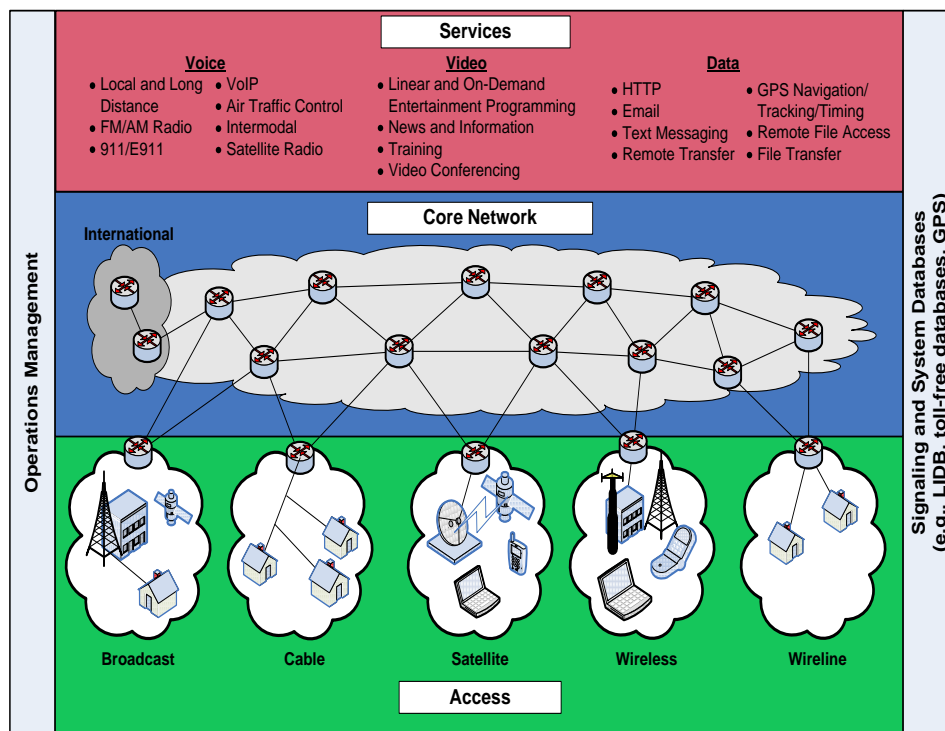 Services
Voice
• Local and Long
Distance
• FM/AM Radio
• 911/E911
• VoIP
• Air Traffic Control
• Intermodal
• Satellite Radio
Video
• Linear and On-Demand
Entertainment Programming
• News and Information
• Training
• Video Conferencing
Data
• HTTP
• Email
• Text Messaging
• Remote Transfer
• GPS Navigation/
Tracking/Timing
• Remote File Access
• File Transfer
Operations Management
Core Network
International
Signaling and System Databases
(e.g., LIDB, toll-free databases, GPS)
Broadcast
Cable
Satellite
Wireless
Wireline
Access